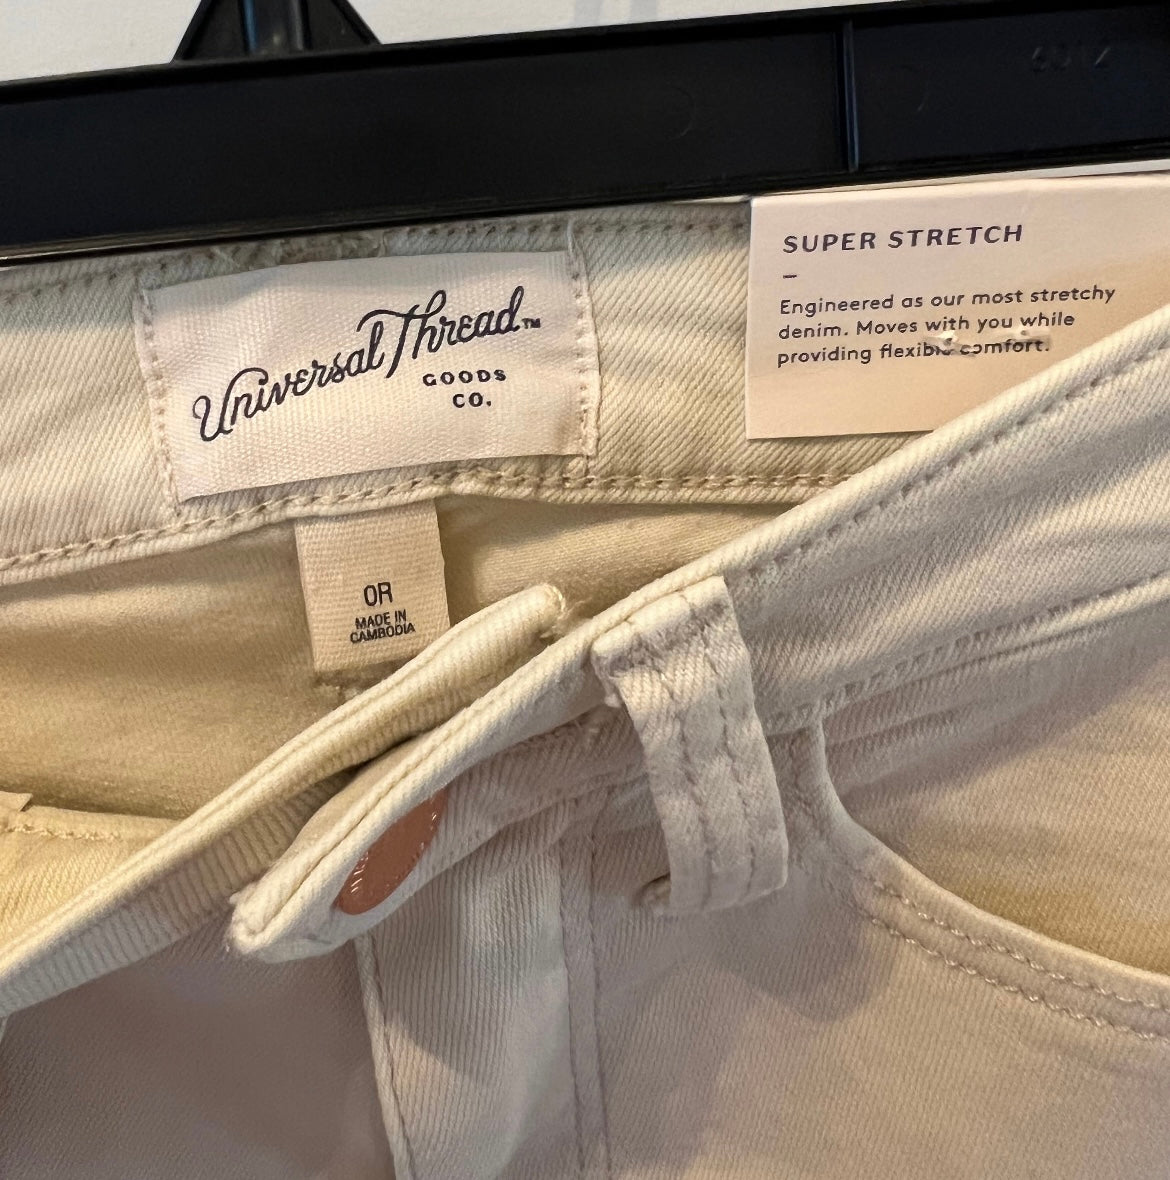 Universal Thread™
GOODS
CO.
SUPER STRETCH
–
Engineered as our most stretchy
denim. Moves with you while
providing flexible comfort.
0R
MADE IN
CAMBODIA